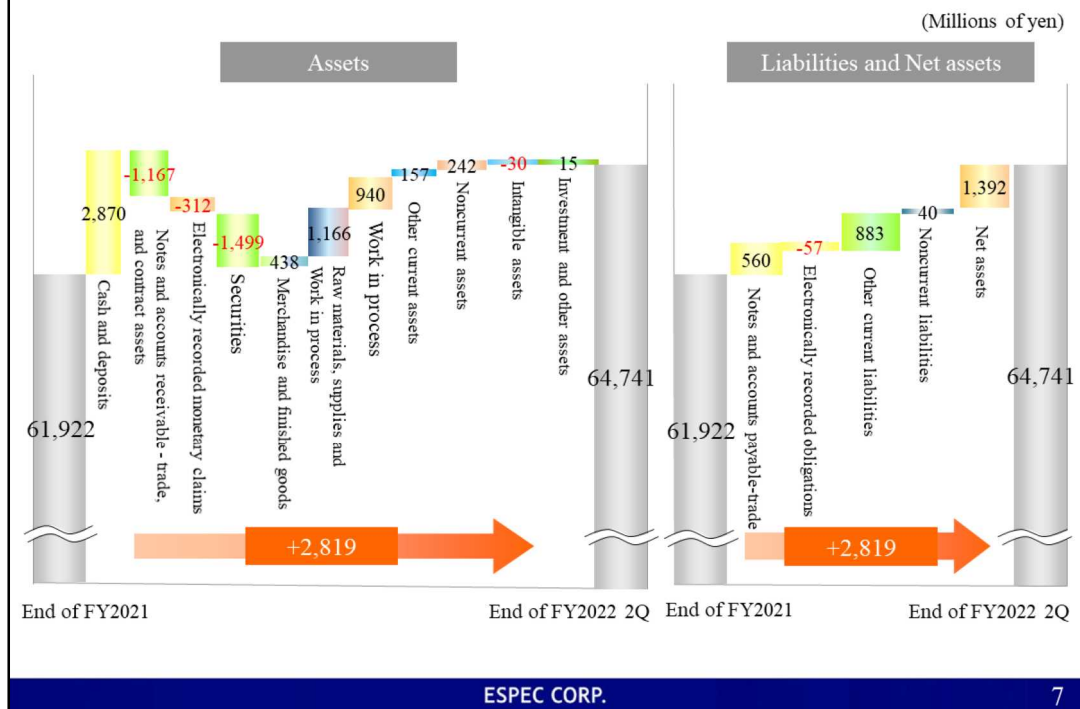 (Millions of yen)
Assets
Liabilities and Net assets
61,922
2,870
Cash and deposits
-1,167
Notes and accounts receivable - trade,
and contract assets
-312
Electronically recorded monetary claims
-1,499
Securities
438
Merchandise and finished goods
1,166
Raw materials, supplies and
Work in process
940
Work in process
157
Other current assets
242
Noncurrent assets
-30
Intangible assets
15
Investment and other assets
64,741
+2,819
End of FY2021
End of FY2022 2Q
61,922
560
Notes and accounts payable-trade
-57
Electronically recorded obligations
883
Other current liabilities
40
Noncurrent liabilities
1,392
Net assets
64,741
+2,819
End of FY2021
End of FY2022 2Q
ESPEC CORP.
7